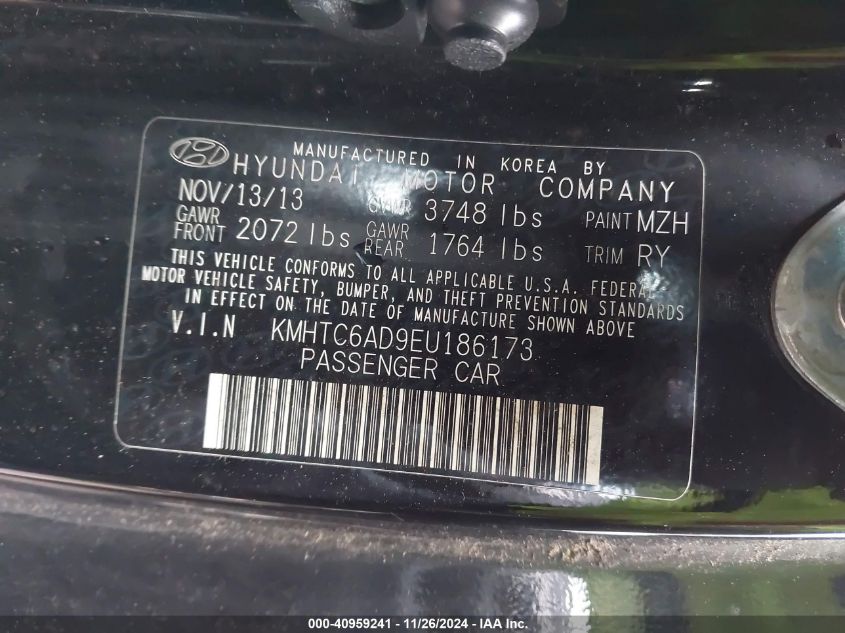 MANUFACTURED IN KOREA BY
HYUNDAI MOTOR COMPANY
NOV/13/13 GVWR 3748 lbs PAINT MZH
GAWR FRONT 2072 lbs GAWR REAR 1764 lbs TRIM RY
THIS VEHICLE CONFORMS TO ALL APPLICABLE U.S.A. FEDERAL
MOTOR VEHICLE SAFETY, BUMPER, AND THEFT PREVENTION STANDARDS
IN EFFECT ON THE DATE OF MANUFACTURE SHOWN ABOVE
V.I.N KMHTC6AD9EU186173
PASSENGER CAR
000-40959241 - 11/26/2024 - IAA Inc.